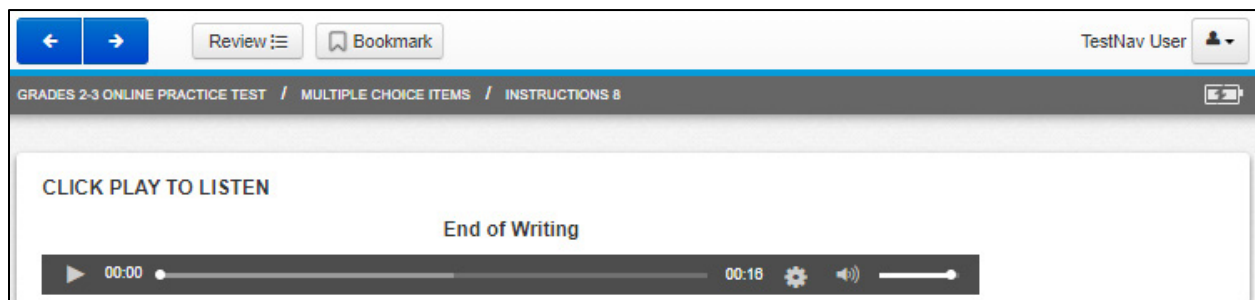 Review Bookmark TestNav User
GRADES 2-3 ONLINE PRACTICE TEST / MULTIPLE CHOICE ITEMS / INSTRUCTIONS 8
CLICK PLAY TO LISTEN
End of Writing
00:00 00:16